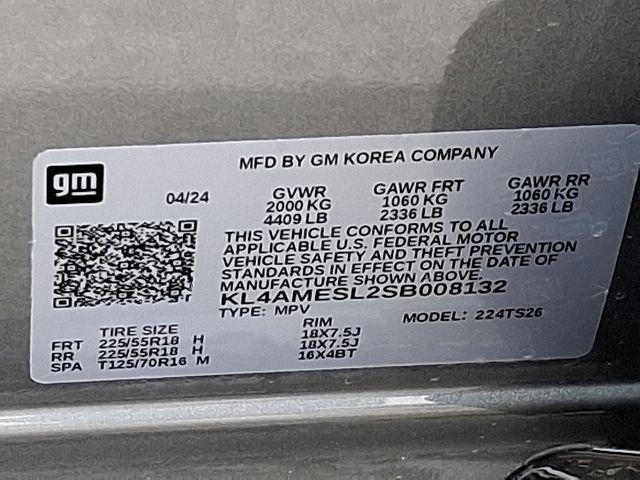 MFD BY GM KOREA COMPANY
gm
04/24 GVWR GAWR FRT GAWR RR
2000 KG 1060 KG 1060 KG
4409 LB 2336 LB 2336 LB
THIS VEHICLE CONFORMS TO ALL
APPLICABLE U.S. FEDERAL MOTOR
VEHICLE SAFETY AND THEFT PREVENTION
STANDARDS IN EFFECT ON THE DATE OF
MANUFACTURE SHOWN ABOVE.
KL4AMESL2SB008132
TYPE: MPV MODEL: 224TS26
TIRE SIZE RIM
FRT 225/55R18 H 18X7.5J
RR 225/55R18 H 18X7.5J
SPA T125/70R16 M 16X4BT